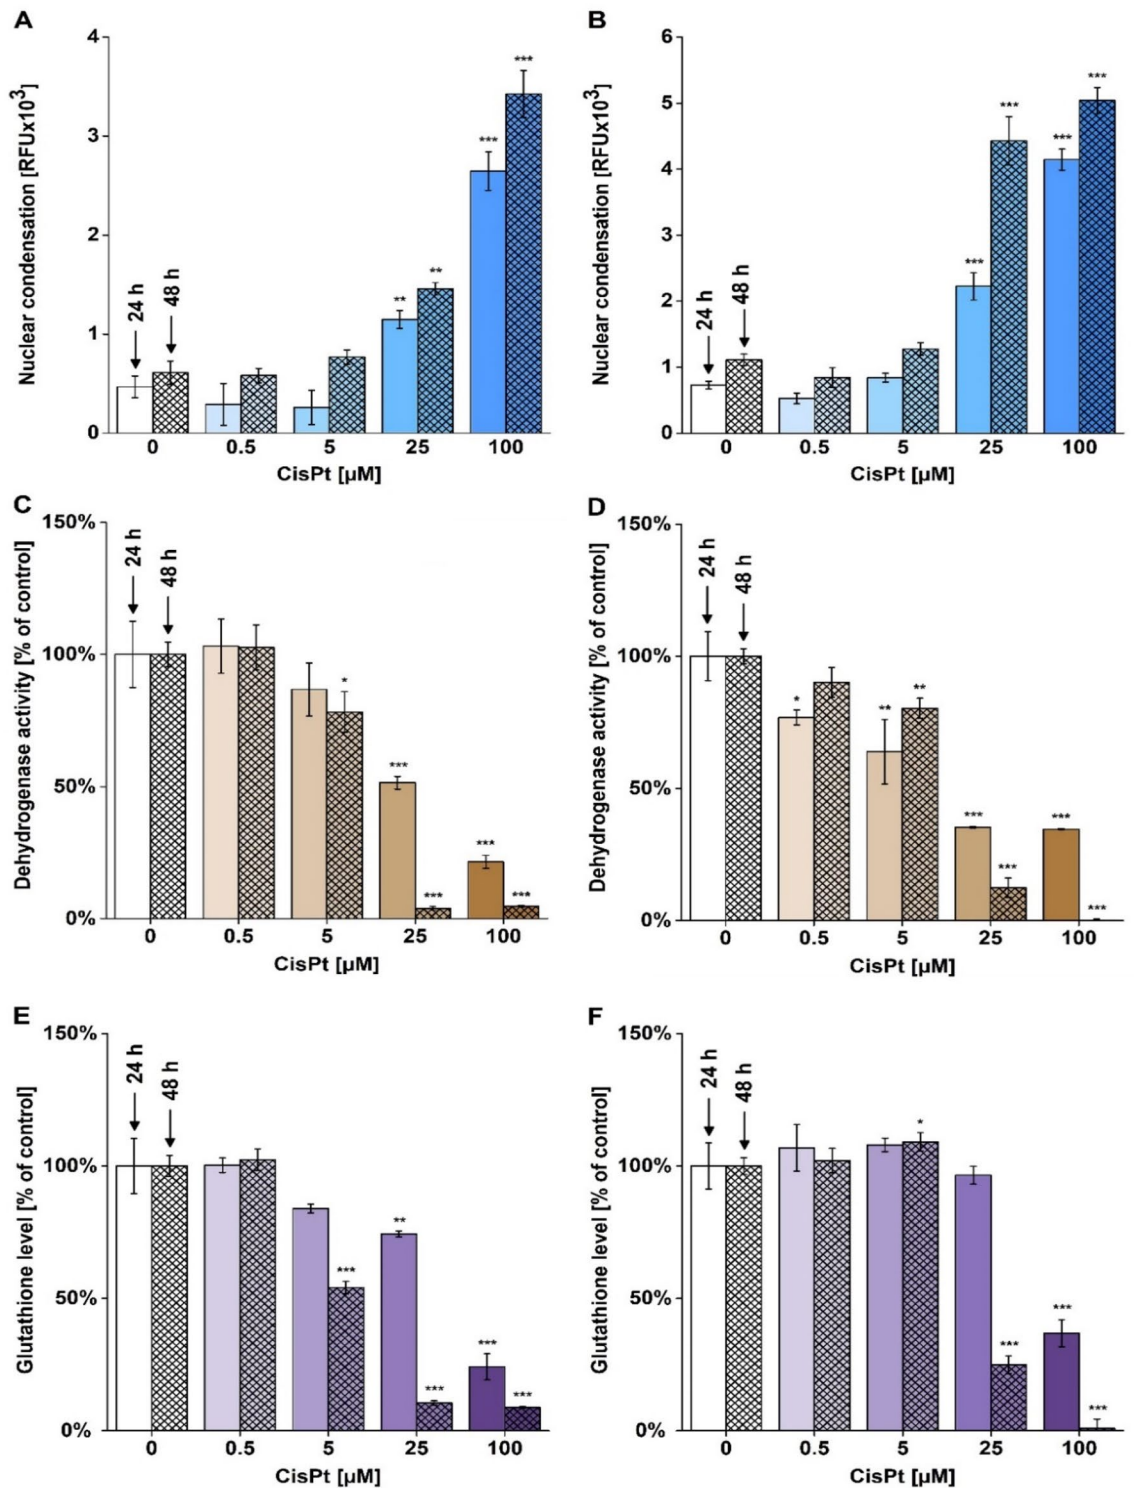 A
Nuclear condensation [RFUx10³]
4
3
2
1
0
24 h
48 h
**
**
***
***
0 0.5 5 25 100
CisPt [µM]
B
Nuclear condensation [RFUx10³]
6
5
4
3
2
1
0
24 h
48 h
***
***
***
***
0 0.5 5 25 100
CisPt [µM]
C
Dehydrogenase activity [% of control]
150%
100%
50%
0%
24 h
48 h
*
***
***
***
***
0 0.5 5 25 100
CisPt [µM]
D
Dehydrogenase activity [% of control]
150%
100%
50%
0%
24 h
48 h
*
**
**
***
***
***
***
0 0.5 5 25 100
CisPt [µM]
E
Glutathione level [% of control]
150%
100%
50%
0%
24 h
48 h
***
**
***
***
***
0 0.5 5 25 100
CisPt [µM]
F
Glutathione level [% of control]
150%
100%
50%
0%
24 h
48 h
*
***
***
***
0 0.5 5 25 100
CisPt [µM]